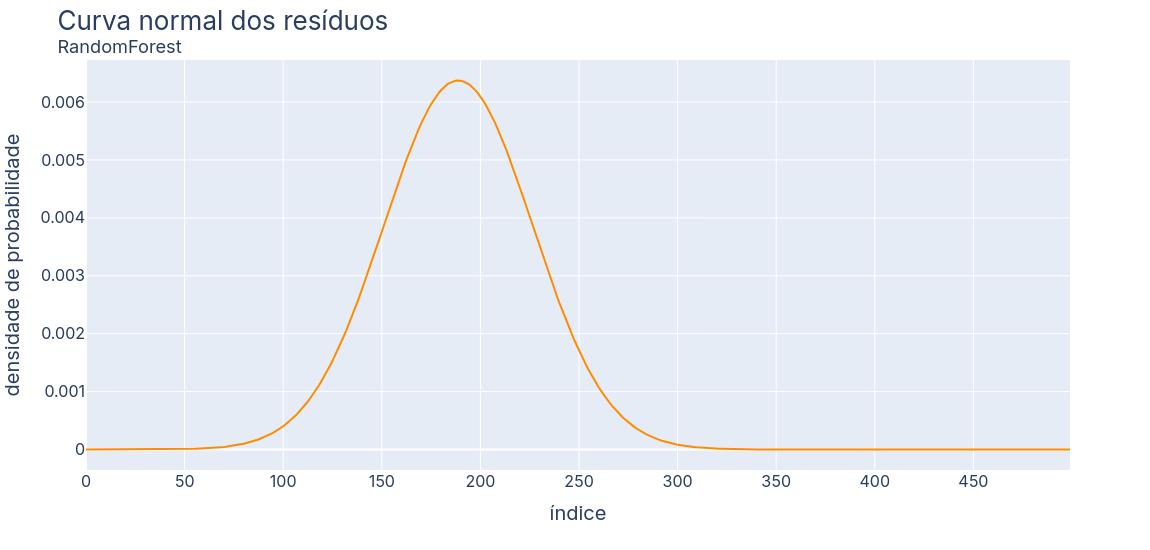 Curva normal dos resíduos
RandomForest
densidade de probabilidade
0.006
0.005
0.004
0.003
0.002
0.001
0
0 50 100 150 200 250 300 350 400 450
índice